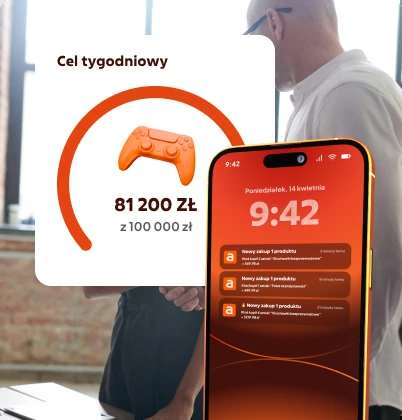 Cel tygodniowy
81 200 ZŁ
z 100 000 zł
9:42
Poniedziałek, 14 kwietnia
9:42
a
Nowy zakup 1 produktu
a
Nowy zakup 1 produktu
a
Nowy zakup 1 produktu